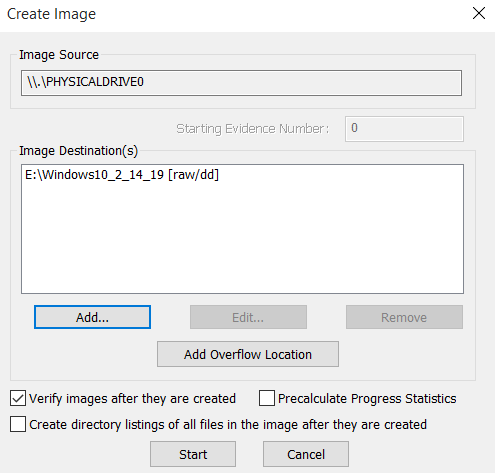 Create Image
Image Source
\\.\PHYSICALDRIVE0
Starting Evidence Number: 0
Image Destination(s)
E:\Windows10_2_14_19 [raw/dd]
Add... Edit... Remove
Add Overflow Location
Verify images after they are created Precalculate Progress Statistics
Create directory listings of all files in the image after they are created
Start Cancel